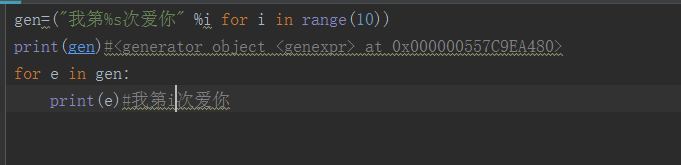 gen=("我第%s次爱你" %i for i in range(10))
print(gen)#<generator object <genexpr> at 0x000000557C9EA480>
for e in gen:
    print(e)#我第i次爱你